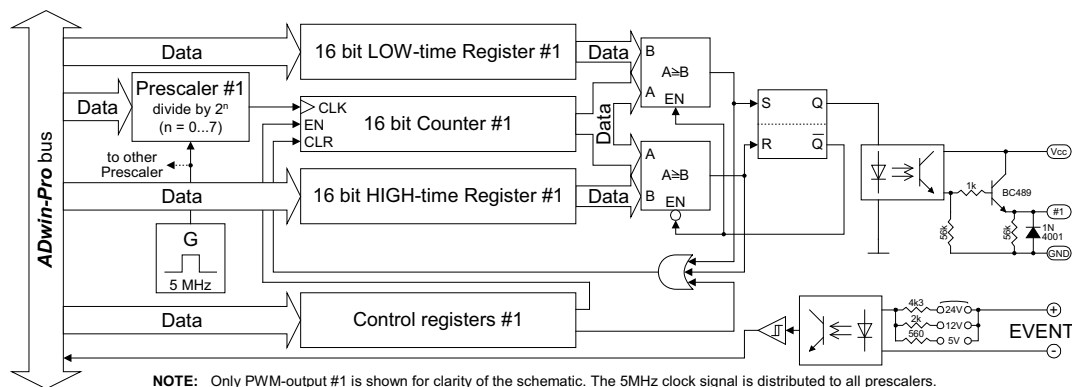 ADwin-Pro bus
Data
16 bit LOW-time Register #1
Data
B
A≥B
A
EN
Data
Prescaler #1
divide by 2ⁿ
(n = 0...7)
CLK
EN
CLR
16 bit Counter #1
Data
S
Q
R
Q̅
to other
Prescaler
A
A≥B
B
EN
Data
16 bit HIGH-time Register #1
Data
G
5 MHz
Vcc
1k
BC489
#1
56k
56k
1N
4001
GND
Data
Control registers #1
4k3
24V
2k
12V
560
5V
+
EVENT
-
NOTE: Only PWM-output #1 is shown for clarity of the schematic. The 5MHz clock signal is distributed to all prescalers.